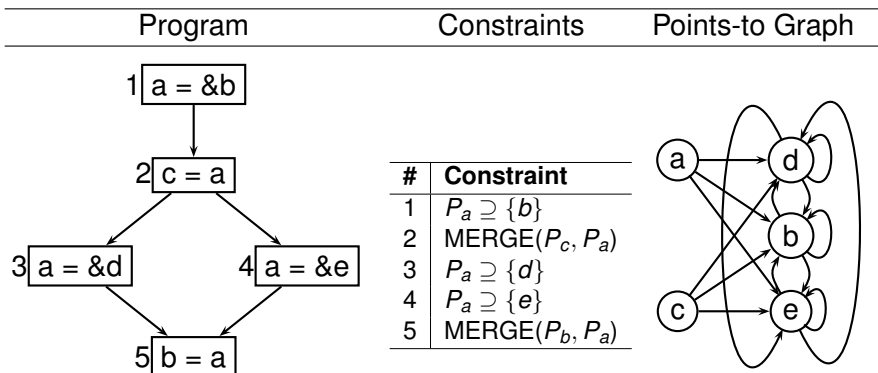 Program Constraints Points-to Graph
1 a = &b
2 c = a
3 a = &d
4 a = &e
5 b = a
# Constraint
1 Pa ⊇ {b}
2 MERGE(Pc, Pa)
3 Pa ⊇ {d}
4 Pa ⊇ {e}
5 MERGE(Pb, Pa)
a
d
b
c
e